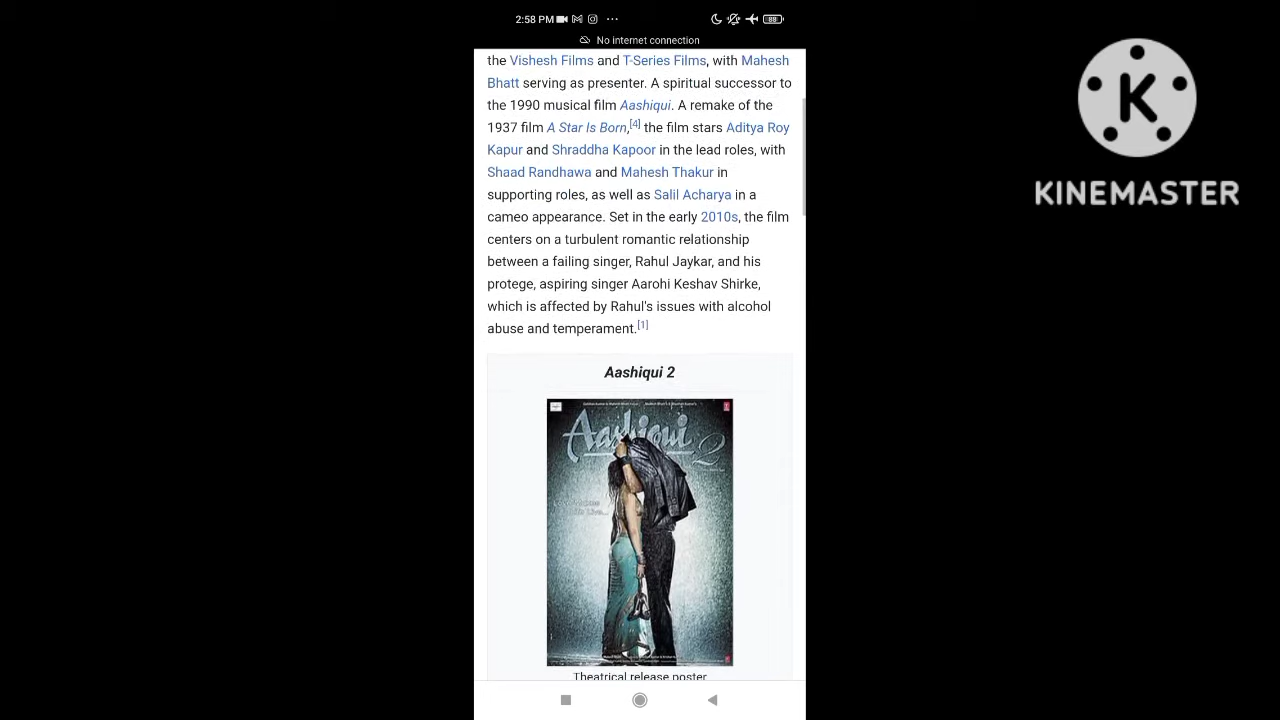 2:58 PM
88
No internet connection
K
KINEMASTER
the Vishesh Films and T-Series Films, with Mahesh
Bhatt serving as presenter. A spiritual successor to
the 1990 musical film Aashiqui. A remake of the
1937 film A Star Is Born,[4] the film stars Aditya Roy
Kapur and Shraddha Kapoor in the lead roles, with
Shaad Randhawa and Mahesh Thakur in
supporting roles, as well as Salil Acharya in a
cameo appearance. Set in the early 2010s, the film
centers on a turbulent romantic relationship
between a failing singer, Rahul Jaykar, and his
protege, aspiring singer Aarohi Keshav Shirke,
which is affected by Rahul's issues with alcohol
abuse and temperament.[1]
Aashiqui 2
Aashiqui 2
Theatrical release poster